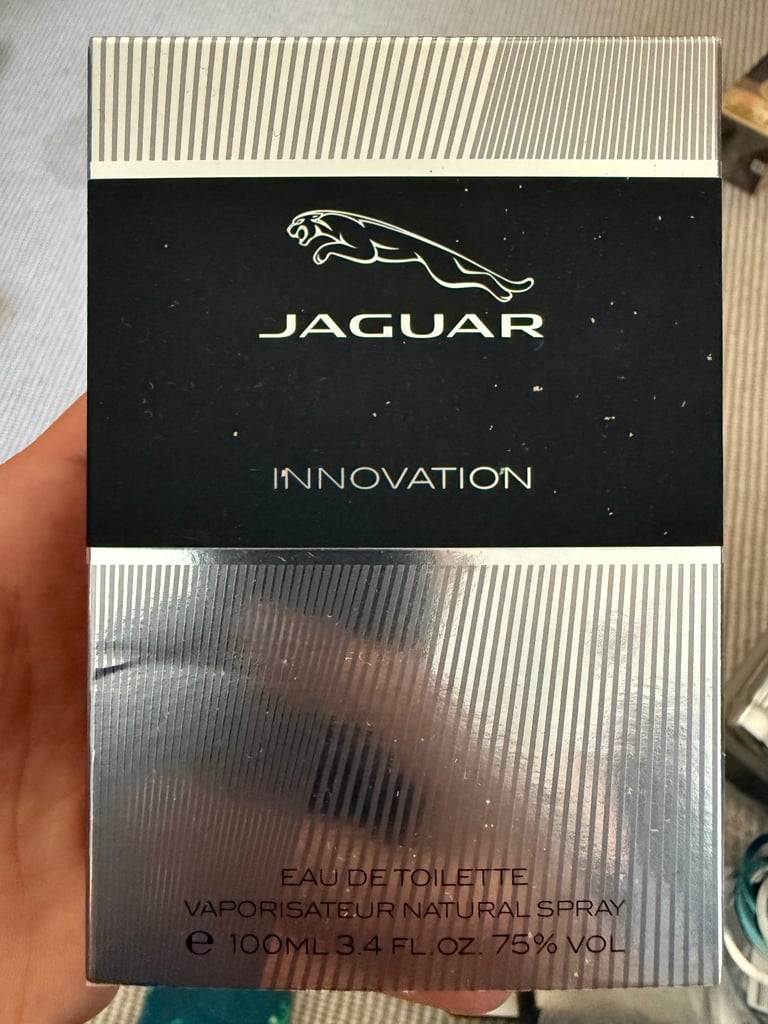 JAGUAR
INNOVATION
EAU DE TOILETTE
VAPORISATEUR NATURAL SPRAY
e 100ML 3.4 FL.OZ. 75% VOL